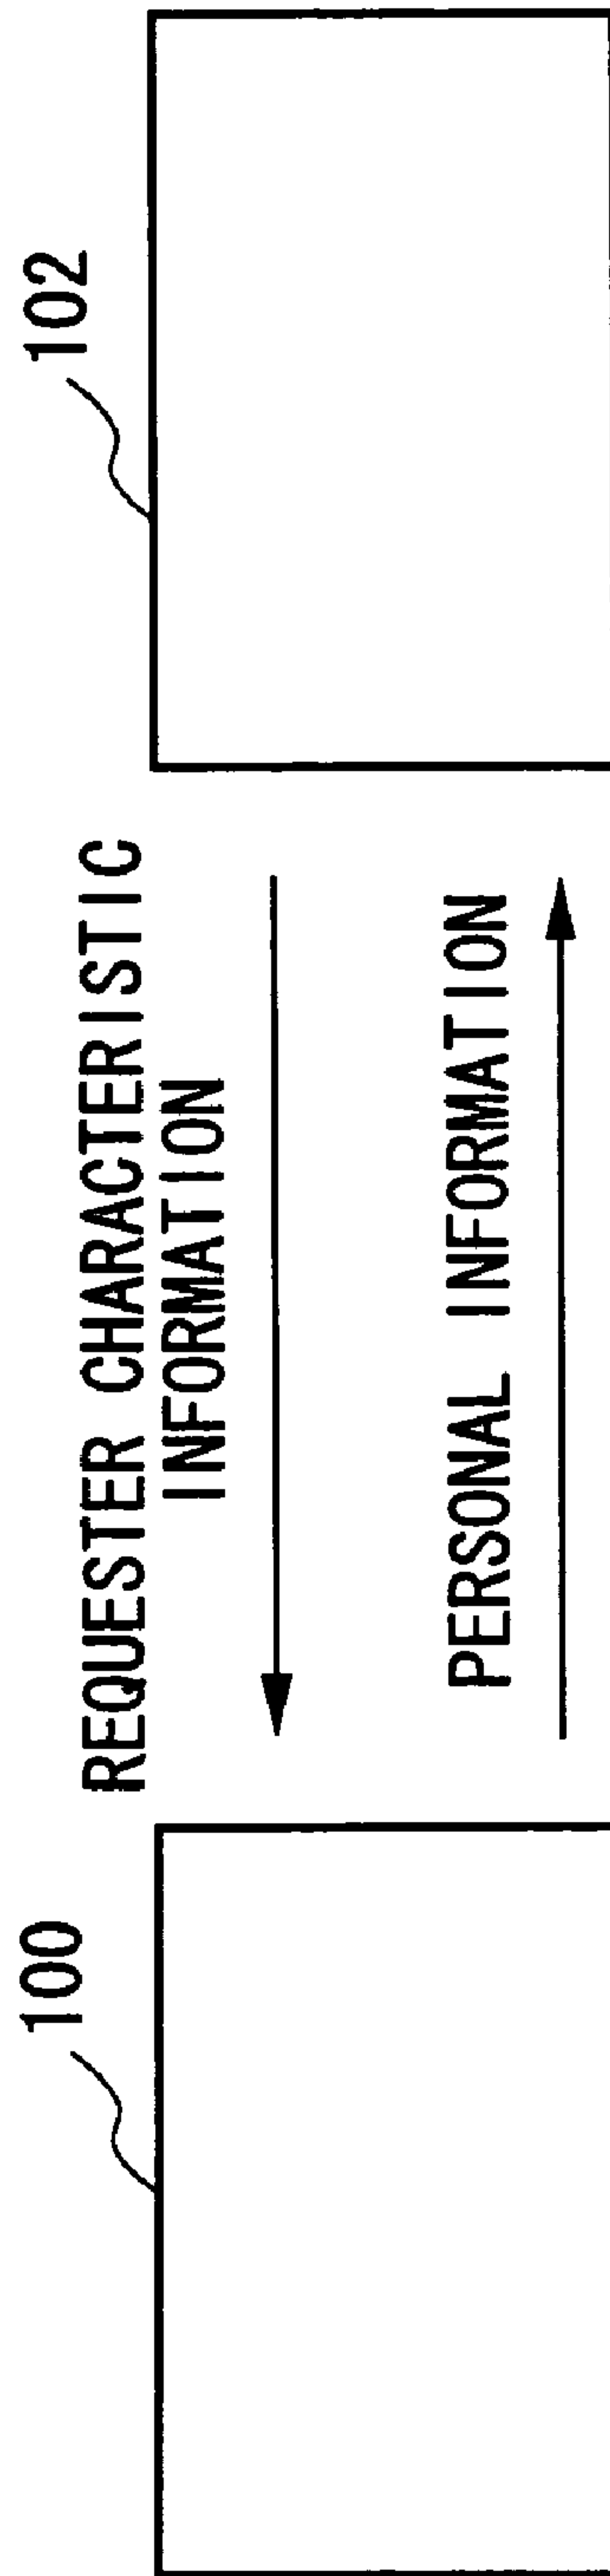 100
102
REQUESTER CHARACTERISTIC
INFORMATION
PERSONAL INFORMATION